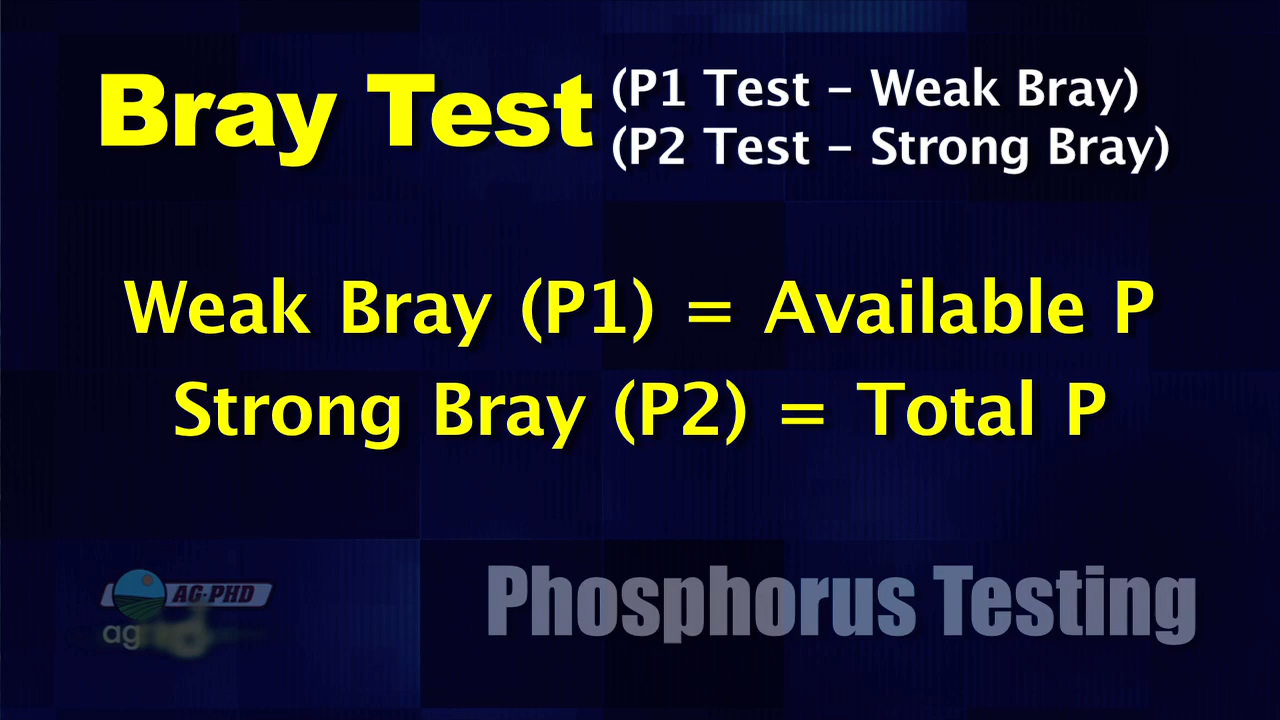 Bray Test
(P1 Test – Weak Bray)
(P2 Test – Strong Bray)
Weak Bray (P1) = Available P
Strong Bray (P2) = Total P
AG·PHD
ag
Phosphorus Testing